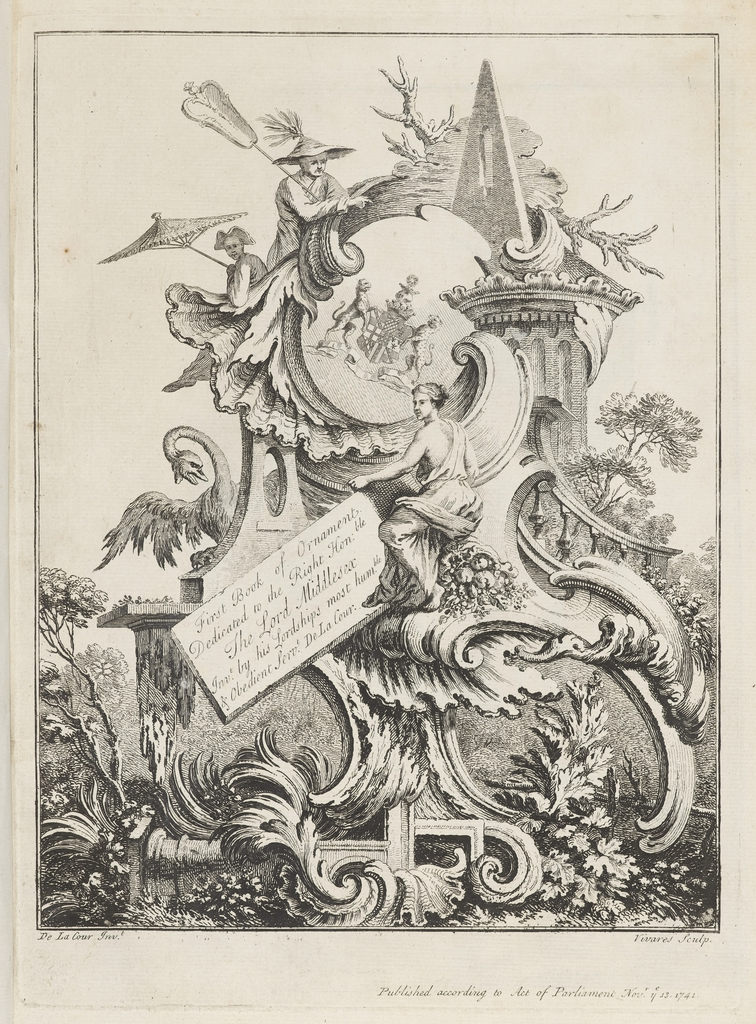 First Book of Ornament.
Dedicated to the Right Hon.ble
The Lord Middlesex
Inv. by his Lordships most humble
& Obedient Serv.t De La Cour.
De La Cour Inv.t
Vivares Sculp.
Published according to Act of Parliament Nov.r ye 13. 1741